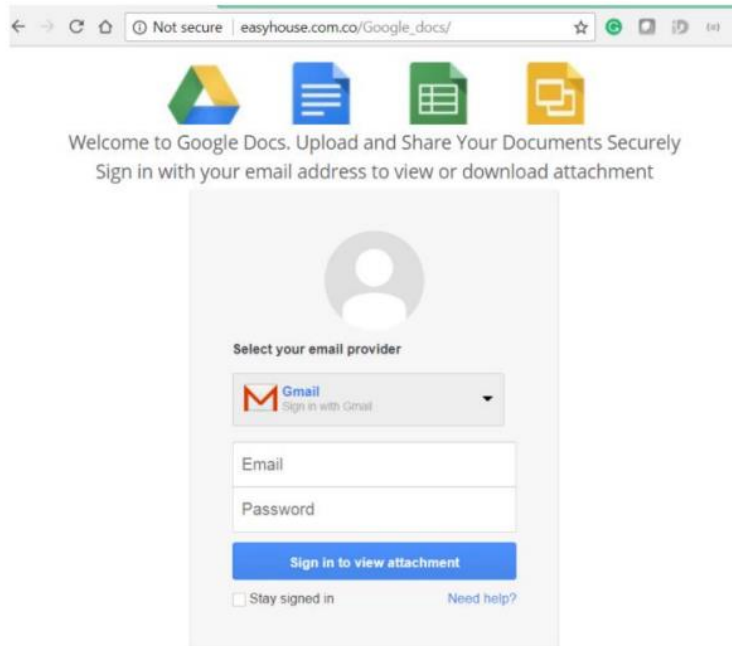 Not secure easyhouse.com.co/Google_docs/
Welcome to Google Docs. Upload and Share Your Documents Securely
Sign in with your email address to view or download attachment
Select your email provider
Gmail
Sign in with Gmail
Email
Password
Sign in to view attachment
Stay signed in Need help?